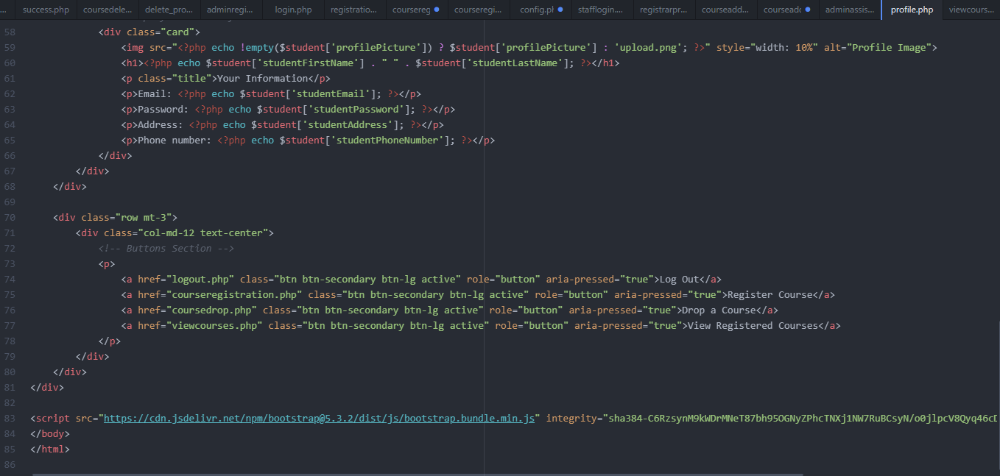 ... success.php coursedele... delete_pro... adminregi... login.php registratio... coursereg courseregi... config.p stafflogin.... registrarpr... courseadd... courseadd adminassis... profile.php viewcours...
58 <div class="card">
59 <img src="<?php echo !empty($student['profilePicture']) ? $student['profilePicture'] : 'upload.png'; ?>" style="width: 10%" alt="Profile Image">
60 <h1><?php echo $student['studentFirstName'] . " " . $student['studentLastName']; ?></h1>
61 <p class="title">Your Information</p>
62 <p>Email: <?php echo $student['studentEmail']; ?></p>
63 <p>Password: <?php echo $student['studentPassword']; ?></p>
64 <p>Address: <?php echo $student['studentAddress']; ?></p>
65 <p>Phone number: <?php echo $student['studentPhoneNumber']; ?></p>
66 </div>
67 </div>
68 </div>
69
70 <div class="row mt-3">
71 <div class="col-md-12 text-center">
72 <!-- Buttons Section -->
73 <p>
74 <a href="logout.php" class="btn btn-secondary btn-lg active" role="button" aria-pressed="true">Log Out</a>
75 <a href="courseregistration.php" class="btn btn-secondary btn-lg active" role="button" aria-pressed="true">Register Course</a>
76 <a href="coursedrop.php" class="btn btn-secondary btn-lg active" role="button" aria-pressed="true">Drop a Course</a>
77 <a href="viewcourses.php" class="btn btn-secondary btn-lg active" role="button" aria-pressed="true">View Registered Courses</a>
78 </p>
79 </div>
80 </div>
81 </div>
82
83 <script src="https://cdn.jsdelivr.net/npm/bootstrap@5.3.2/dist/js/bootstrap.bundle.min.js" integrity="sha384-C6RzsynM9kWDrMNeT87bh95OGNyZPhcTNXj1NW7RuBCsyN/o0jlpcV8Qyq46cD
84 </body>
85 </html>
86